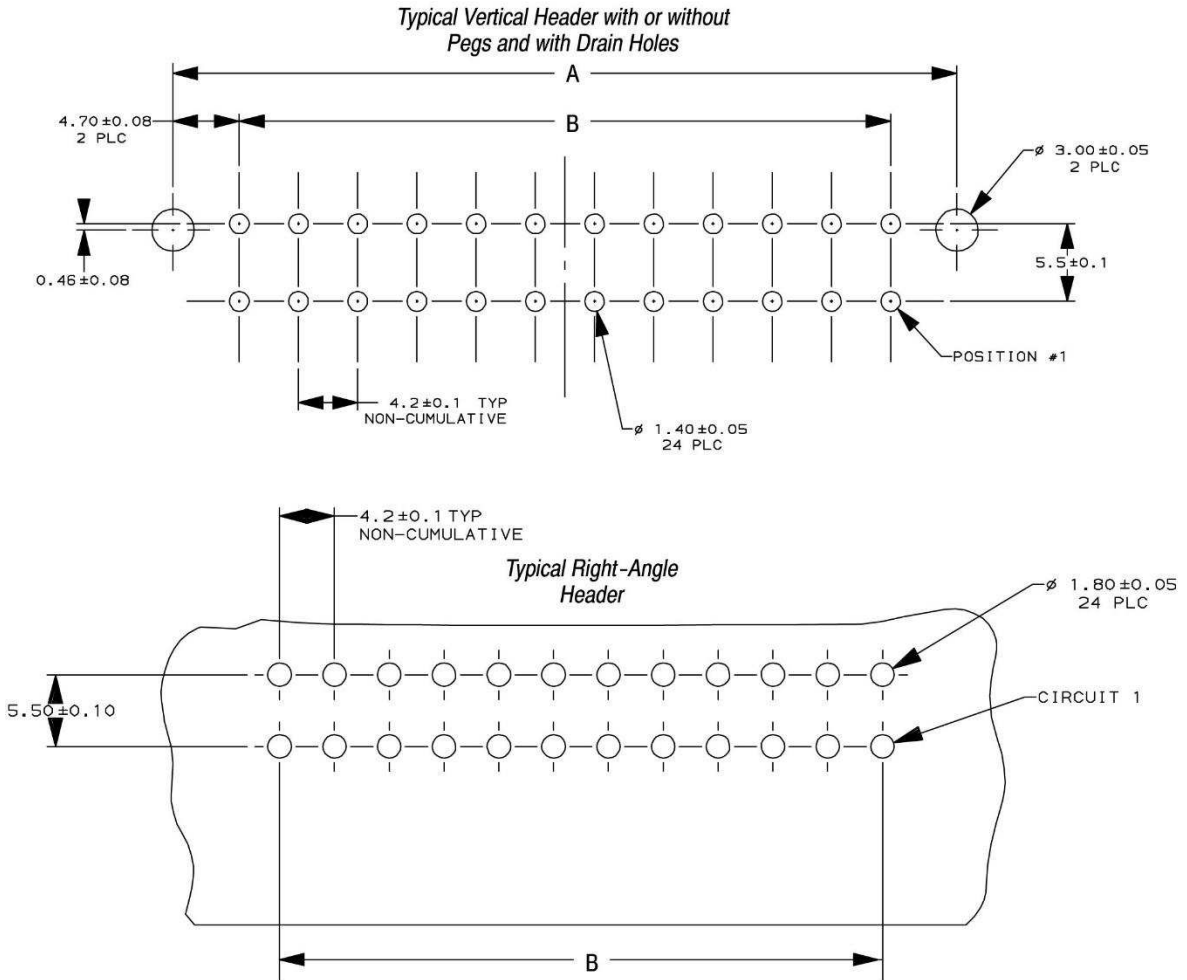 Typical Vertical Header with or without
Pegs and with Drain Holes
A
4.70±0.08
2 PLC
B
ø 3.00±0.05
2 PLC
0.46±0.08
5.5±0.1
POSITION #1
4.2±0.1 TYP
NON-CUMULATIVE
ø 1.40±0.05
24 PLC
4.2±0.1 TYP
NON-CUMULATIVE
Typical Right-Angle
Header
ø 1.80±0.05
24 PLC
5.50±0.10
CIRCUIT 1
B